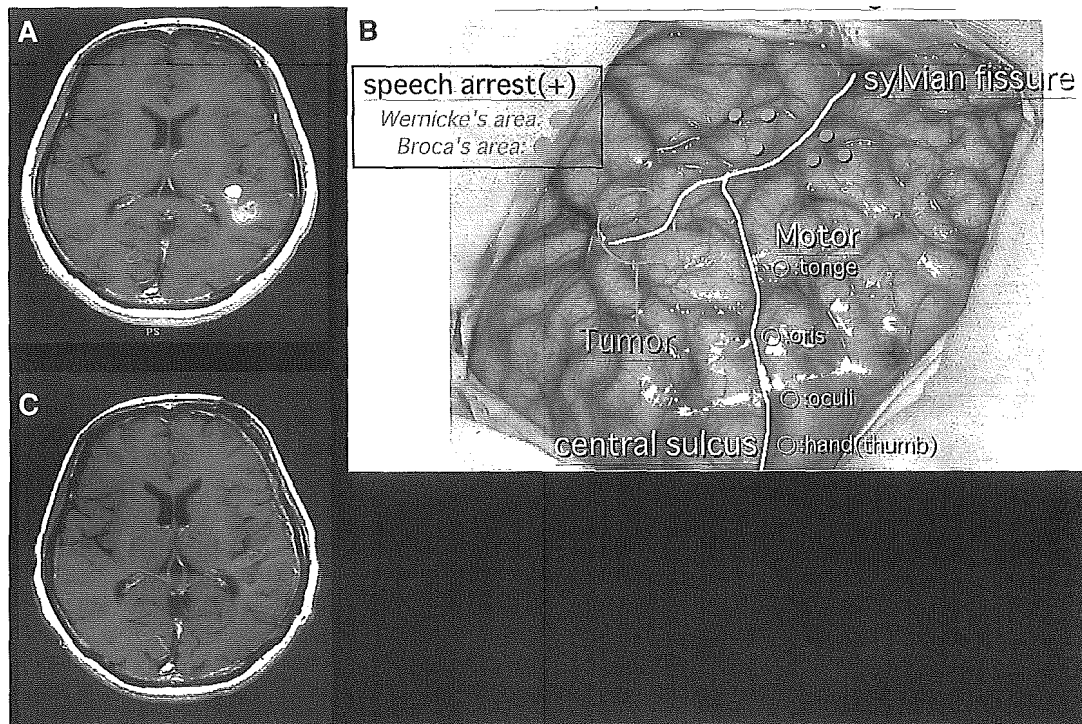 A
B
speech arrest(+)
Wernicke's area:
Broca's area:
sylvian fissure
Motor
:tonge
:oris
Tumor
:oculi
central sulcus
:hand(thumb)
PS
C